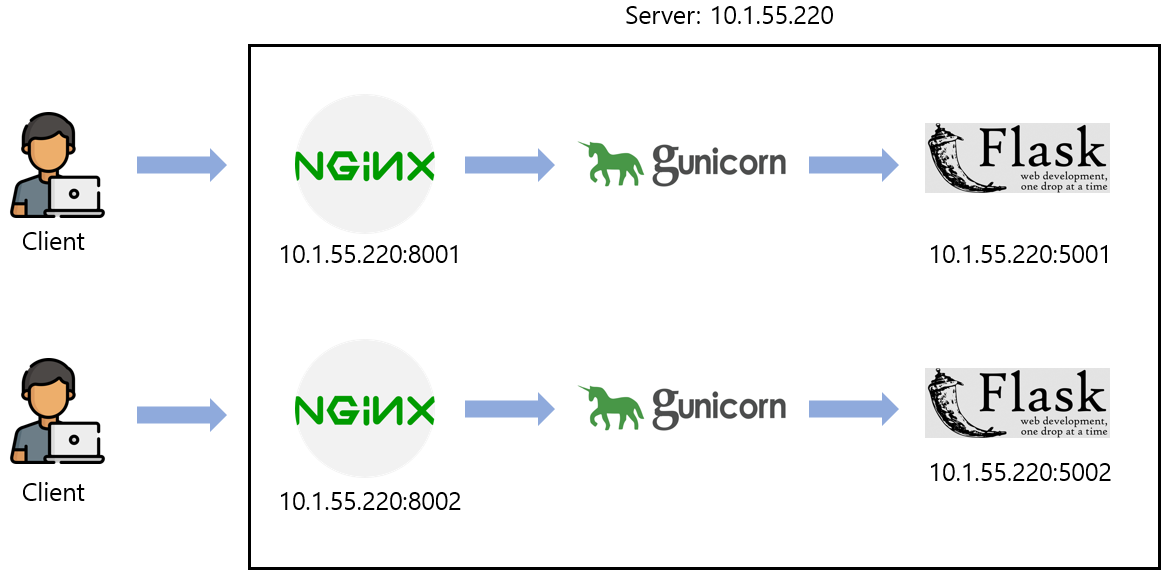 Server: 10.1.55.220
NGiNX
gunicorn
Flask
web development,
one drop at a time
Client
10.1.55.220:8001
10.1.55.220:5001
NGiNX
gunicorn
Flask
web development,
one drop at a time
Client
10.1.55.220:8002
10.1.55.220:5002